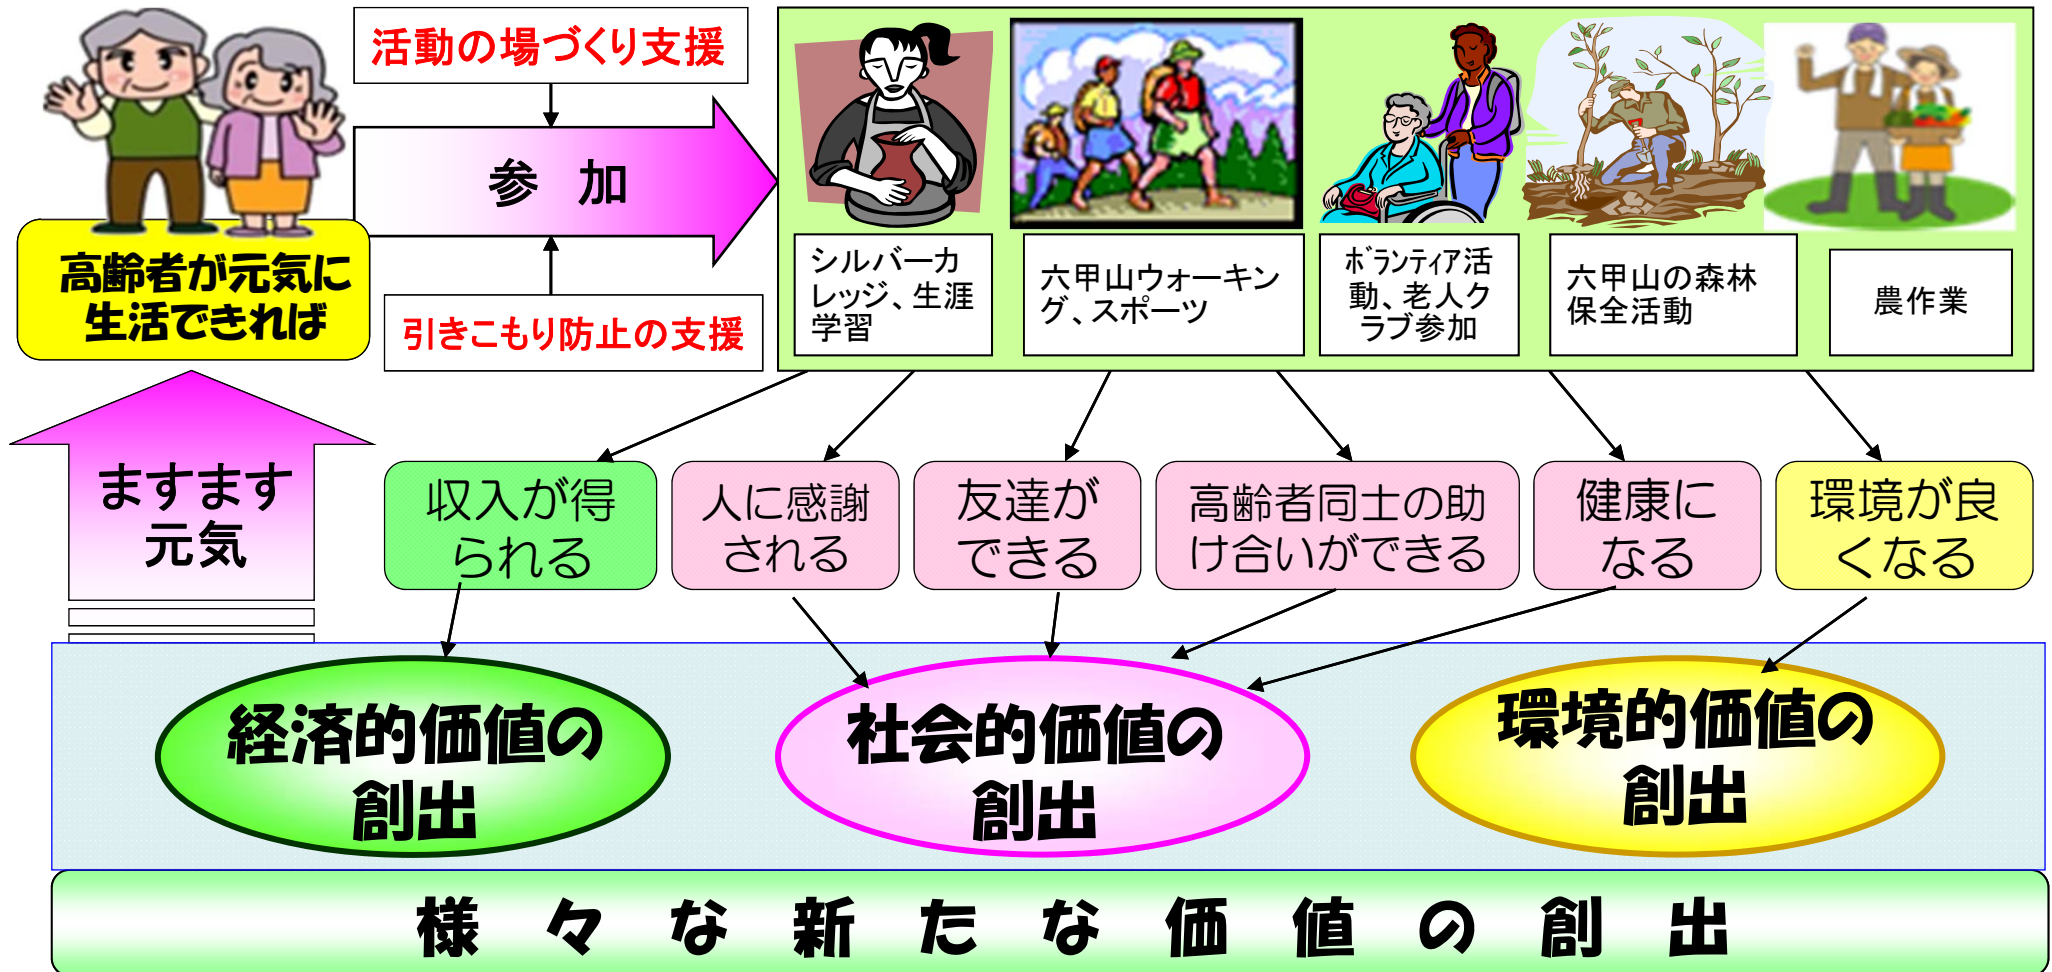 活動の場づくり支援
参 加
引きこもり防止の支援
高齢者が元気に
生活できれば
シルバーカ
レッジ、生涯
学習
六甲山ウォーキン
グ、スポーツ
ﾎﾞﾗﾝﾃｨｱ活
動、老人ク
ラブ参加
六甲山の森林
保全活動
農作業
ますます
元気
収入が得
られる
人に感謝
される
友達が
できる
高齢者同士の助
け合いができる
健康に
なる
環境が良
くなる
経済的価値の
創出
社会的価値の
創出
環境的価値の
創出
様々な新たな価値の創出